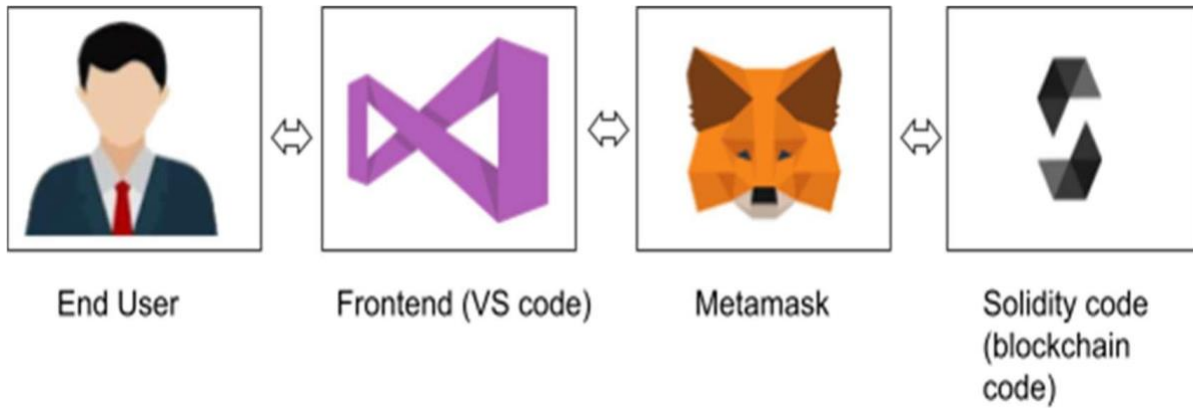 End User
Frontend (VS code)
Metamask
Solidity code
(blockchain
code)